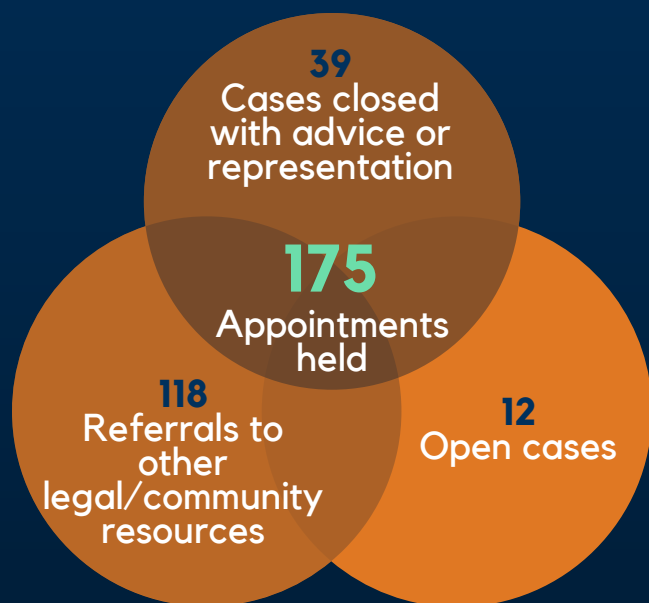 39
Cases closed
with advice or
representation
175
Appointments
held
118
Referrals to
other
legal/community
resources
12
Open cases